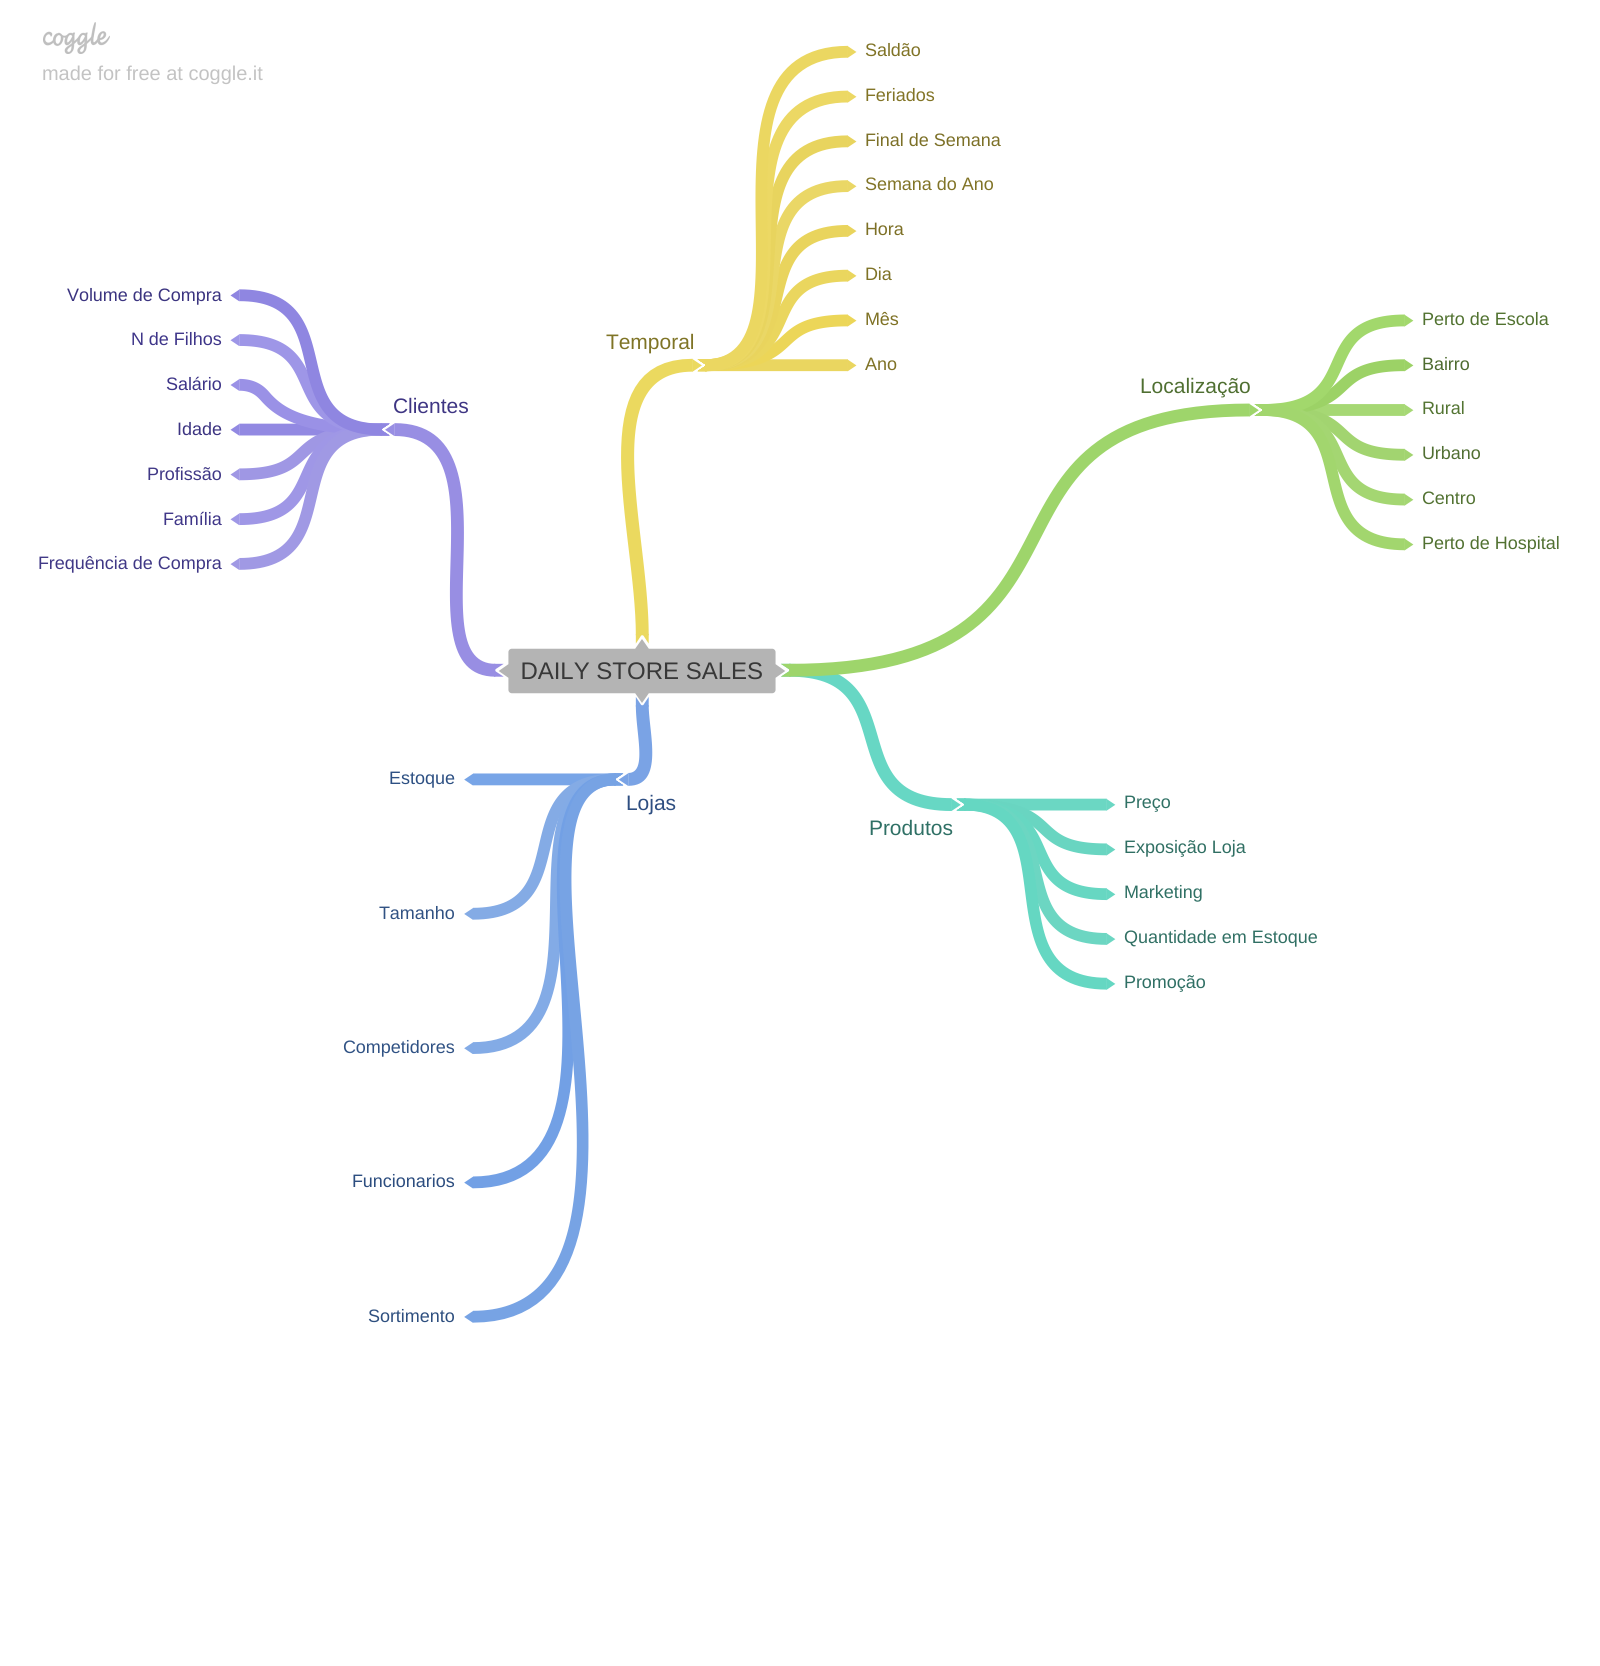 coggle
made for free at coggle.it
Saldão
Feriados
Final de Semana
Semana do Ano
Hora
Dia
Mês
Ano
Temporal
Volume de Compra
N de Filhos
Salário
Idade
Profissão
Família
Frequência de Compra
Clientes
Perto de Escola
Bairro
Rural
Urbano
Centro
Perto de Hospital
Localização
DAILY STORE SALES
Estoque
Tamanho
Competidores
Funcionarios
Sortimento
Lojas
Produtos
Preço
Exposição Loja
Marketing
Quantidade em Estoque
Promoção